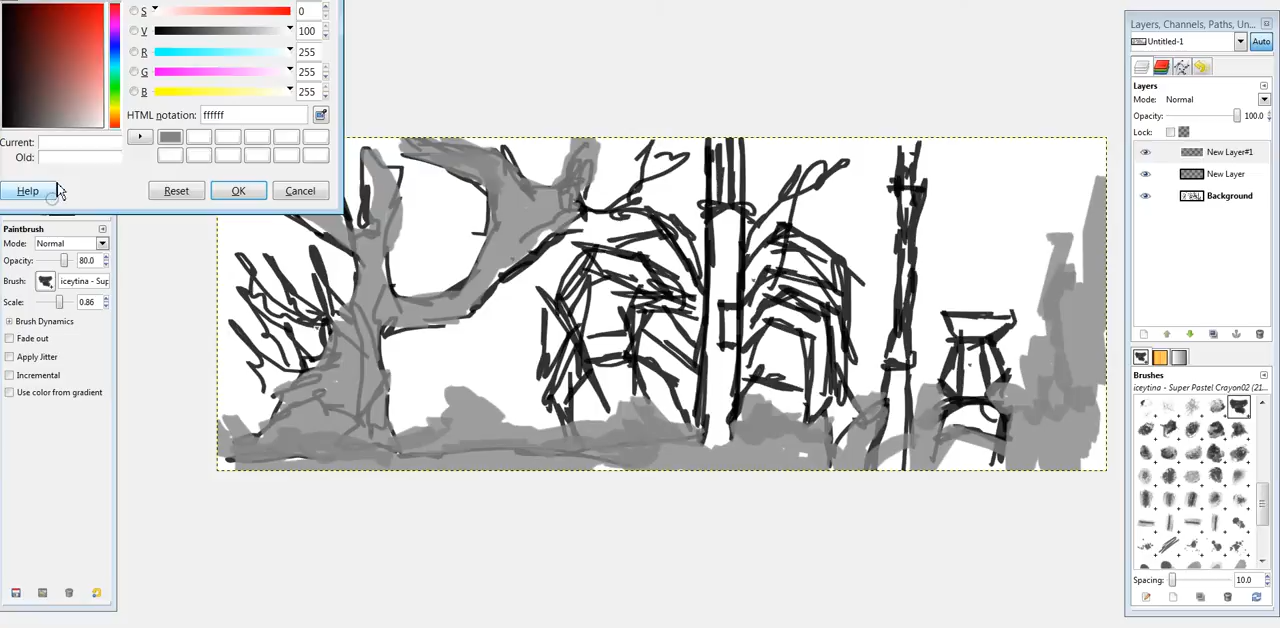 S 0
V 100
R 255
G 255
B 255
HTML notation: ffffff
Current:
Old:
Help Reset OK Cancel
Paintbrush
Mode: Normal
Opacity: 80.0
Brush: iceytina - Sup
Scale: 0.86
Brush Dynamics
Fade out
Apply Jitter
Incremental
Use color from gradient
Layers, Channels, Paths, Un...
Untitled-1 Auto
Layers
Mode: Normal
Opacity: 100.0
Lock:
New Layer#1
New Layer
Background
Brushes
iceytina - Super Pastel Crayon02 (21...
Spacing: 10.0